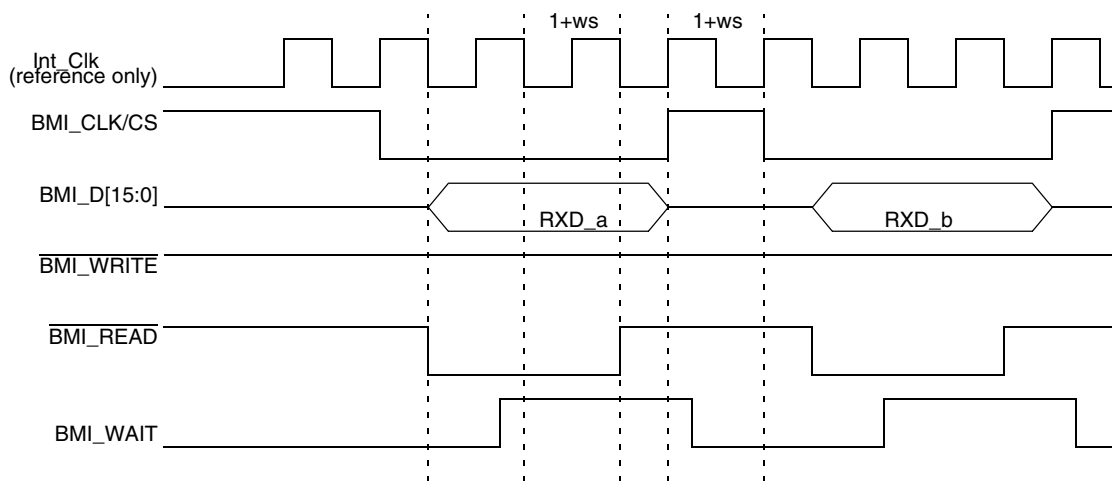 1+ws 1+ws
Int_Clk
(reference only)
BMI_CLK/CS
BMI_D[15:0]
RXD_a RXD_b
BMI_WRITE
BMI_READ
BMI_WAIT